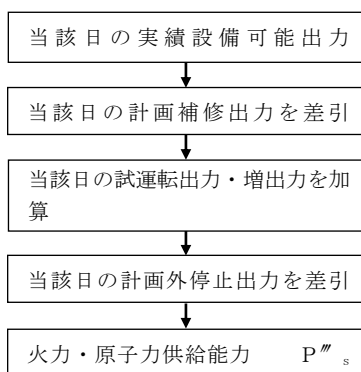 当該日の実績設備可能出力
当該日の計画補修出力を差引
当該日の試運転出力・増出力を加
算
当該日の計画外停止出力を差引
火力・原子力供給能力　　P‴s